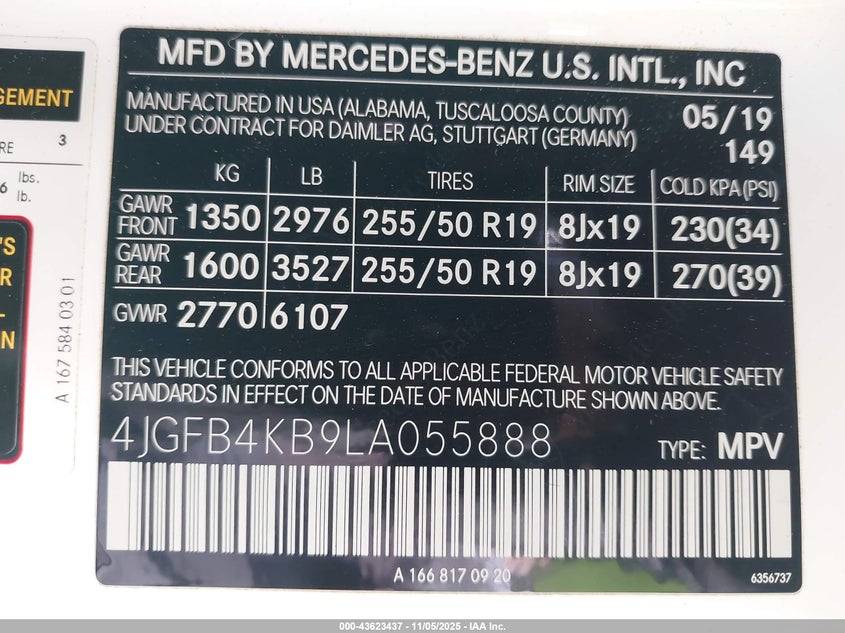 GEMENT
RE 3
6 lbs.
lb.
'S
R
L-
N
A 167 584 03 01
MFD BY MERCEDES-BENZ U.S. INTL., INC
MANUFACTURED IN USA (ALABAMA, TUSCALOOSA COUNTY) 05/19
UNDER CONTRACT FOR DAIMLER AG, STUTTGART (GERMANY) 149
KG LB TIRES RIM SIZE COLD KPA (PSI)
GAWR FRONT 1350 2976 255/50 R19 8Jx19 230(34)
GAWR REAR 1600 3527 255/50 R19 8Jx19 270(39)
GVWR 2770 6107
THIS VEHICLE CONFORMS TO ALL APPLICABLE FEDERAL MOTOR VEHICLE SAFETY
STANDARDS IN EFFECT ON THE DATE OF MANUFACTURE SHOWN ABOVE.
4JGFB4KB9LA055888 TYPE: MPV
A 166 817 09 20 6356737
000-43623437 - 11/05/2025 - IAA Inc.